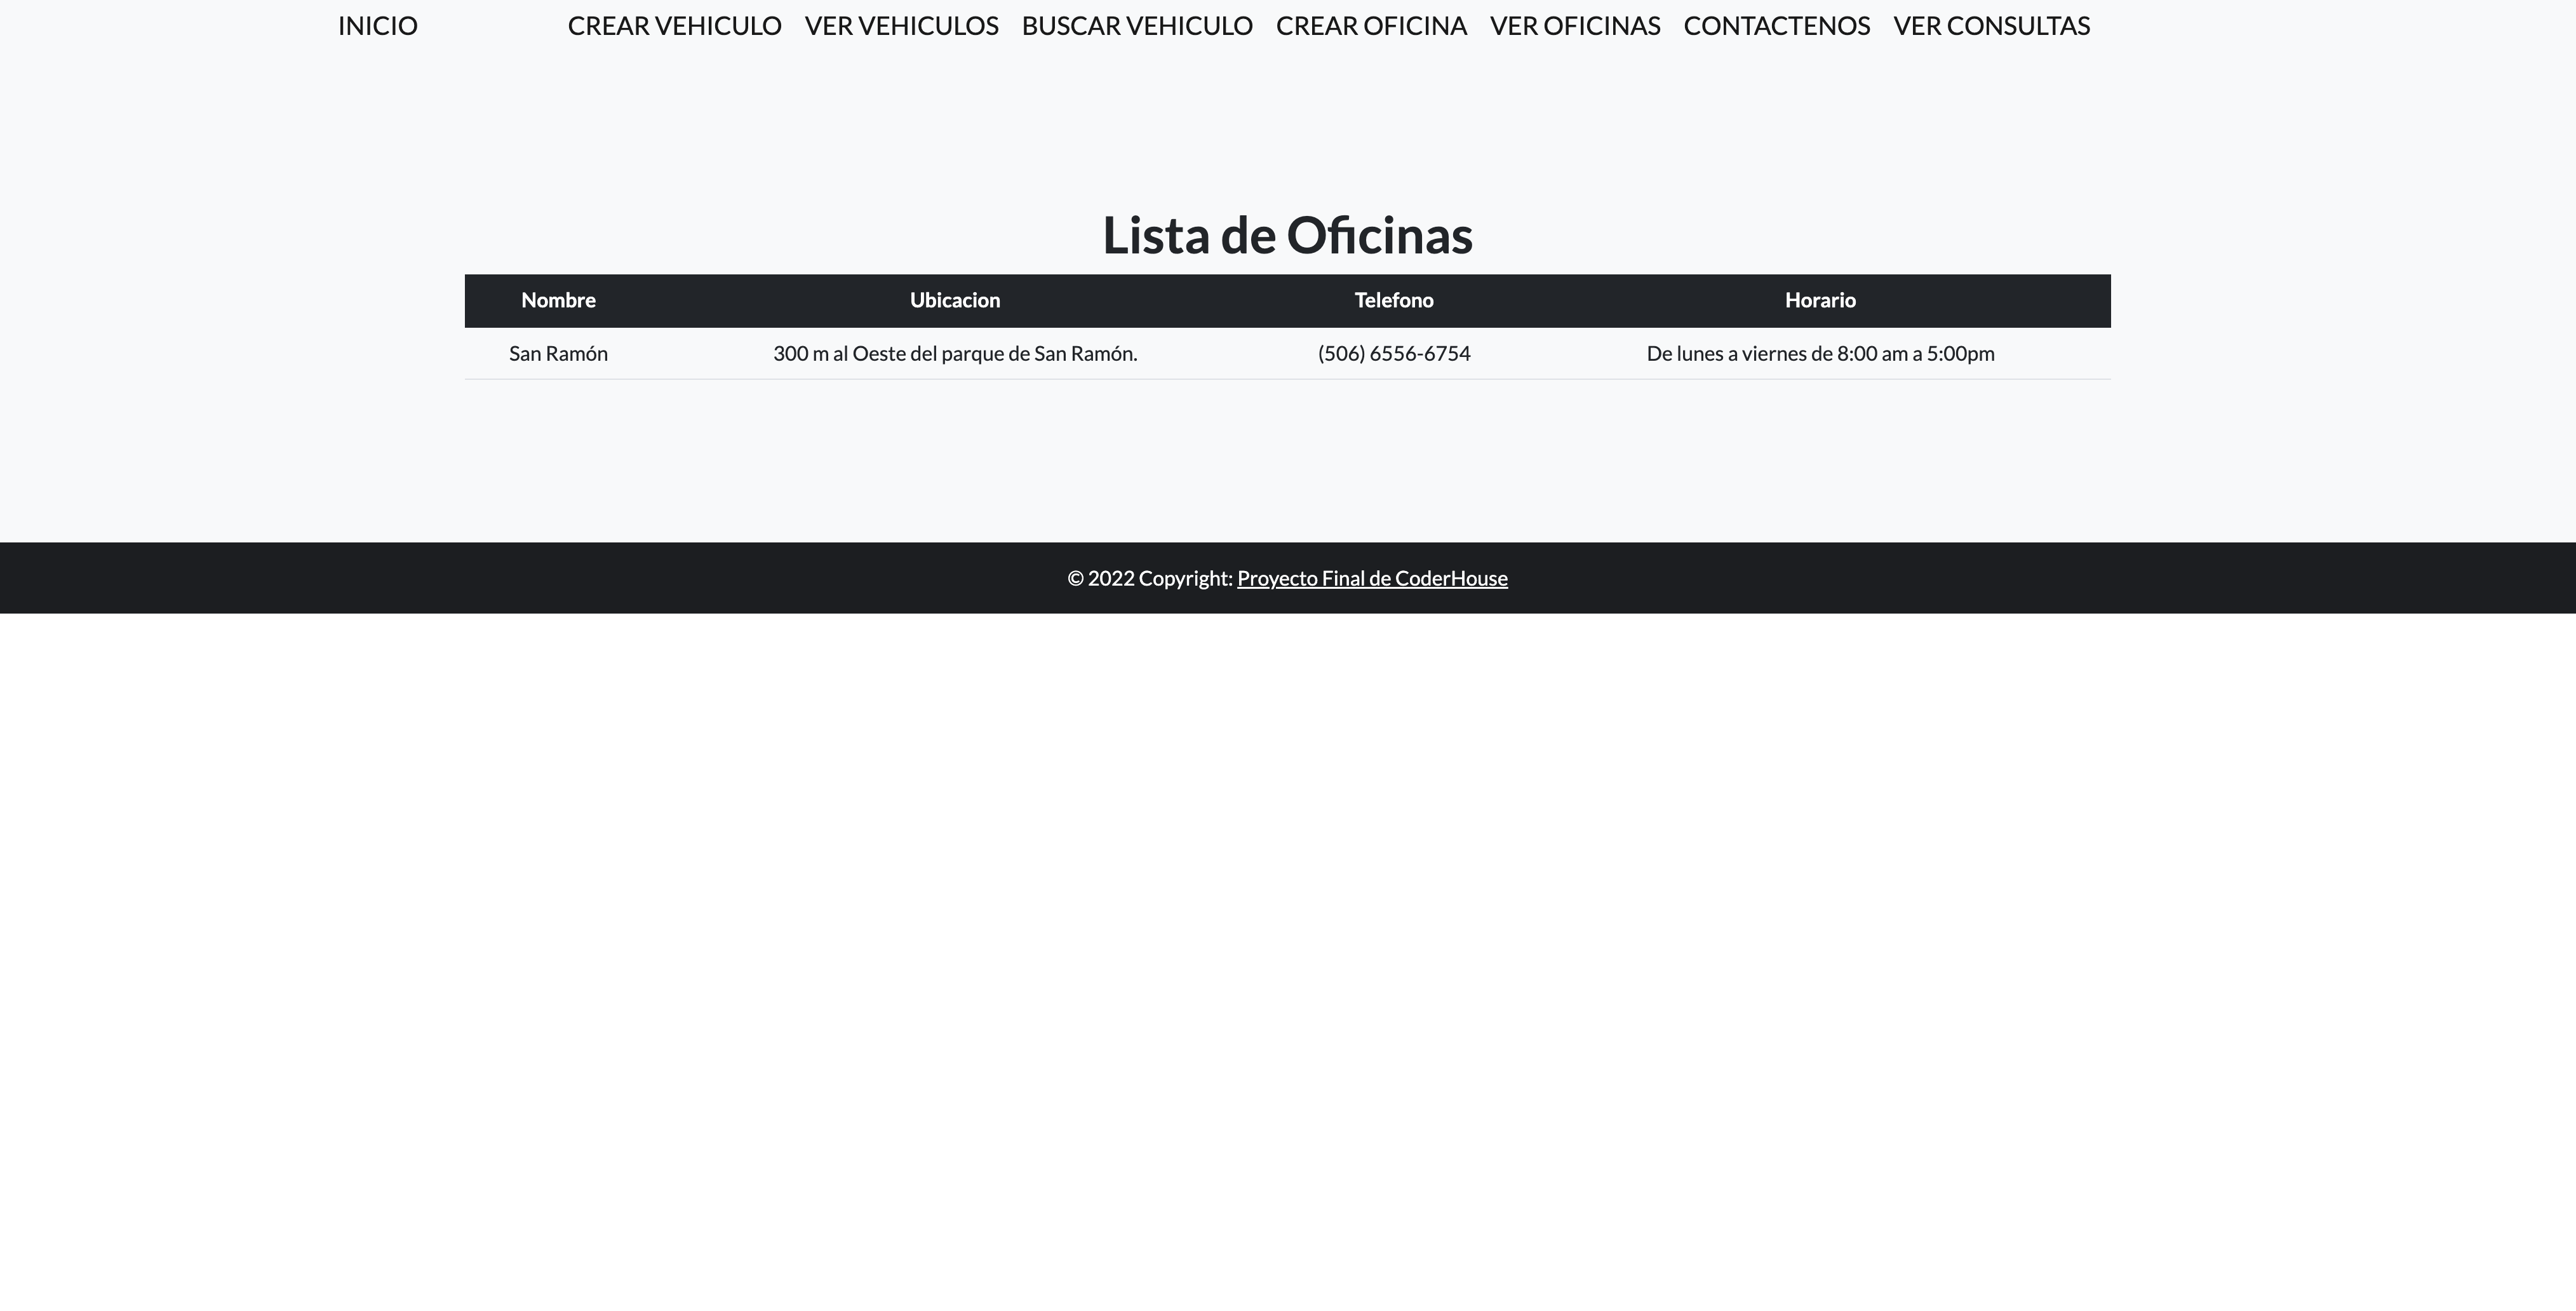 INICIO CREAR VEHICULO VER VEHICULOS BUSCAR VEHICULO CREAR OFICINA VER OFICINAS CONTACTENOS VER CONSULTAS
Lista de Oficinas
Nombre Ubicacion Telefono Horario
San Ramón 300 m al Oeste del parque de San Ramón. (506) 6556-6754 De lunes a viernes de 8:00 am a 5:00pm
© 2022 Copyright: Proyecto Final de CoderHouse